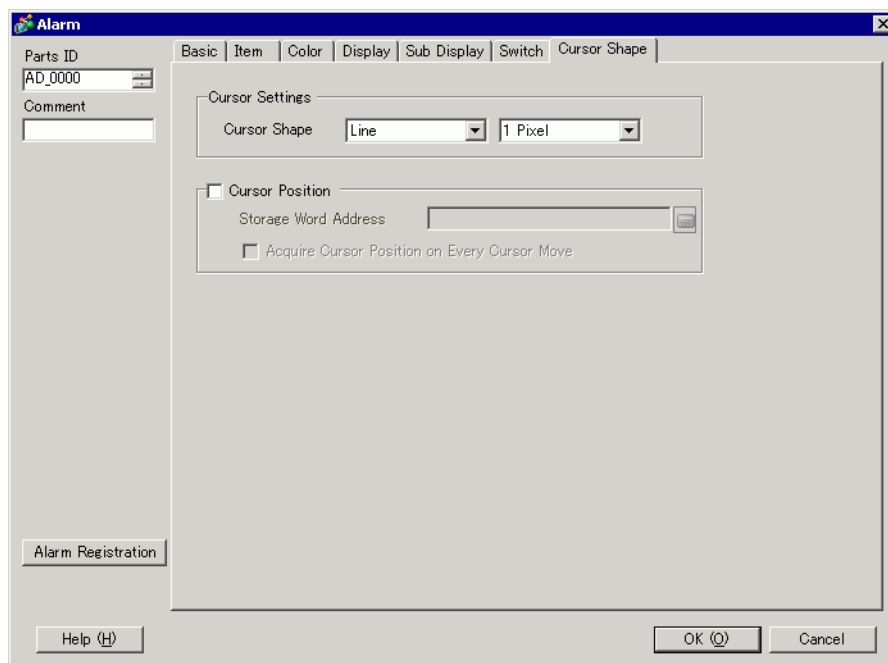 Alarm
Parts ID
AD_0000
Comment
Basic Item Color Display Sub Display Switch Cursor Shape
Cursor Settings
Cursor Shape Line 1 Pixel
Cursor Position
Storage Word Address
Acquire Cursor Position on Every Cursor Move
Alarm Registration
Help (H) OK (O) Cancel